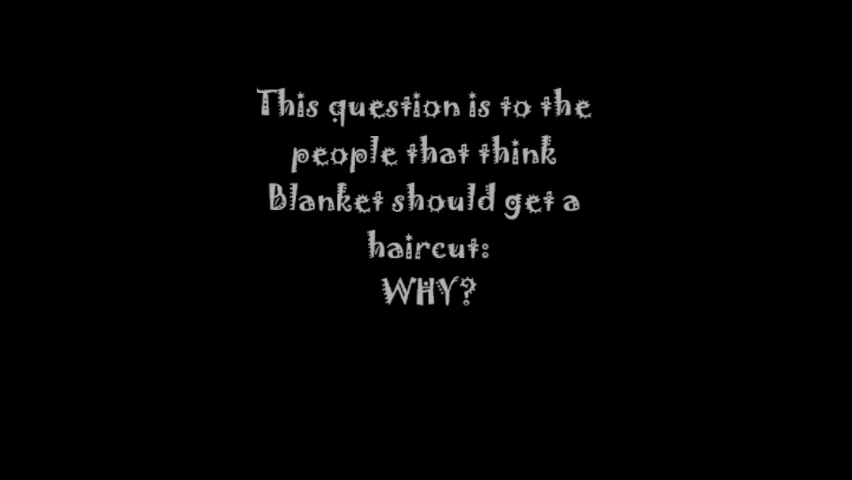 This question is to the
people that think
Blanket should get a
haircut:
WHY?